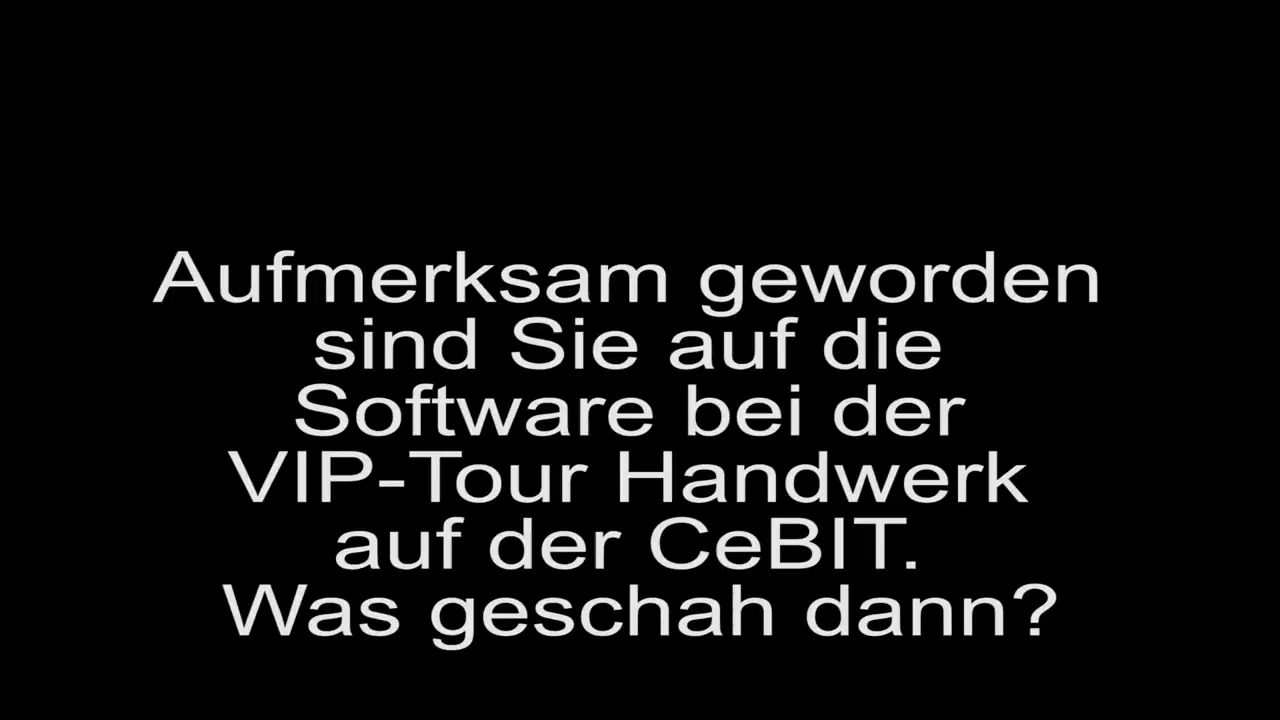 Aufmerksam geworden
sind Sie auf die
Software bei der
VIP-Tour Handwerk
auf der CeBIT.
Was geschah dann?